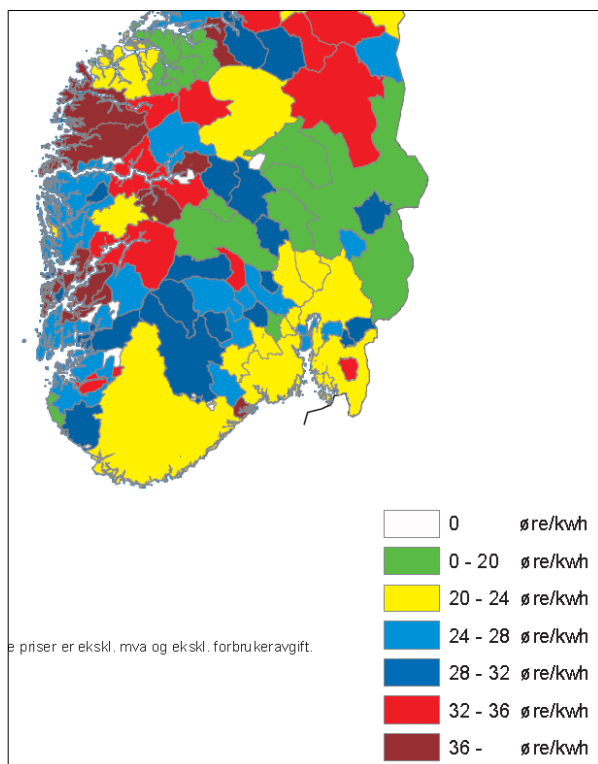 0 øre/kwh
0 - 20 øre/kwh
20 - 24 øre/kwh
24 - 28 øre/kwh
e priser er ekskl. mva og ekskl. forbrukeravgift.
28 - 32 øre/kwh
32 - 36 øre/kwh
36 - øre/kwh